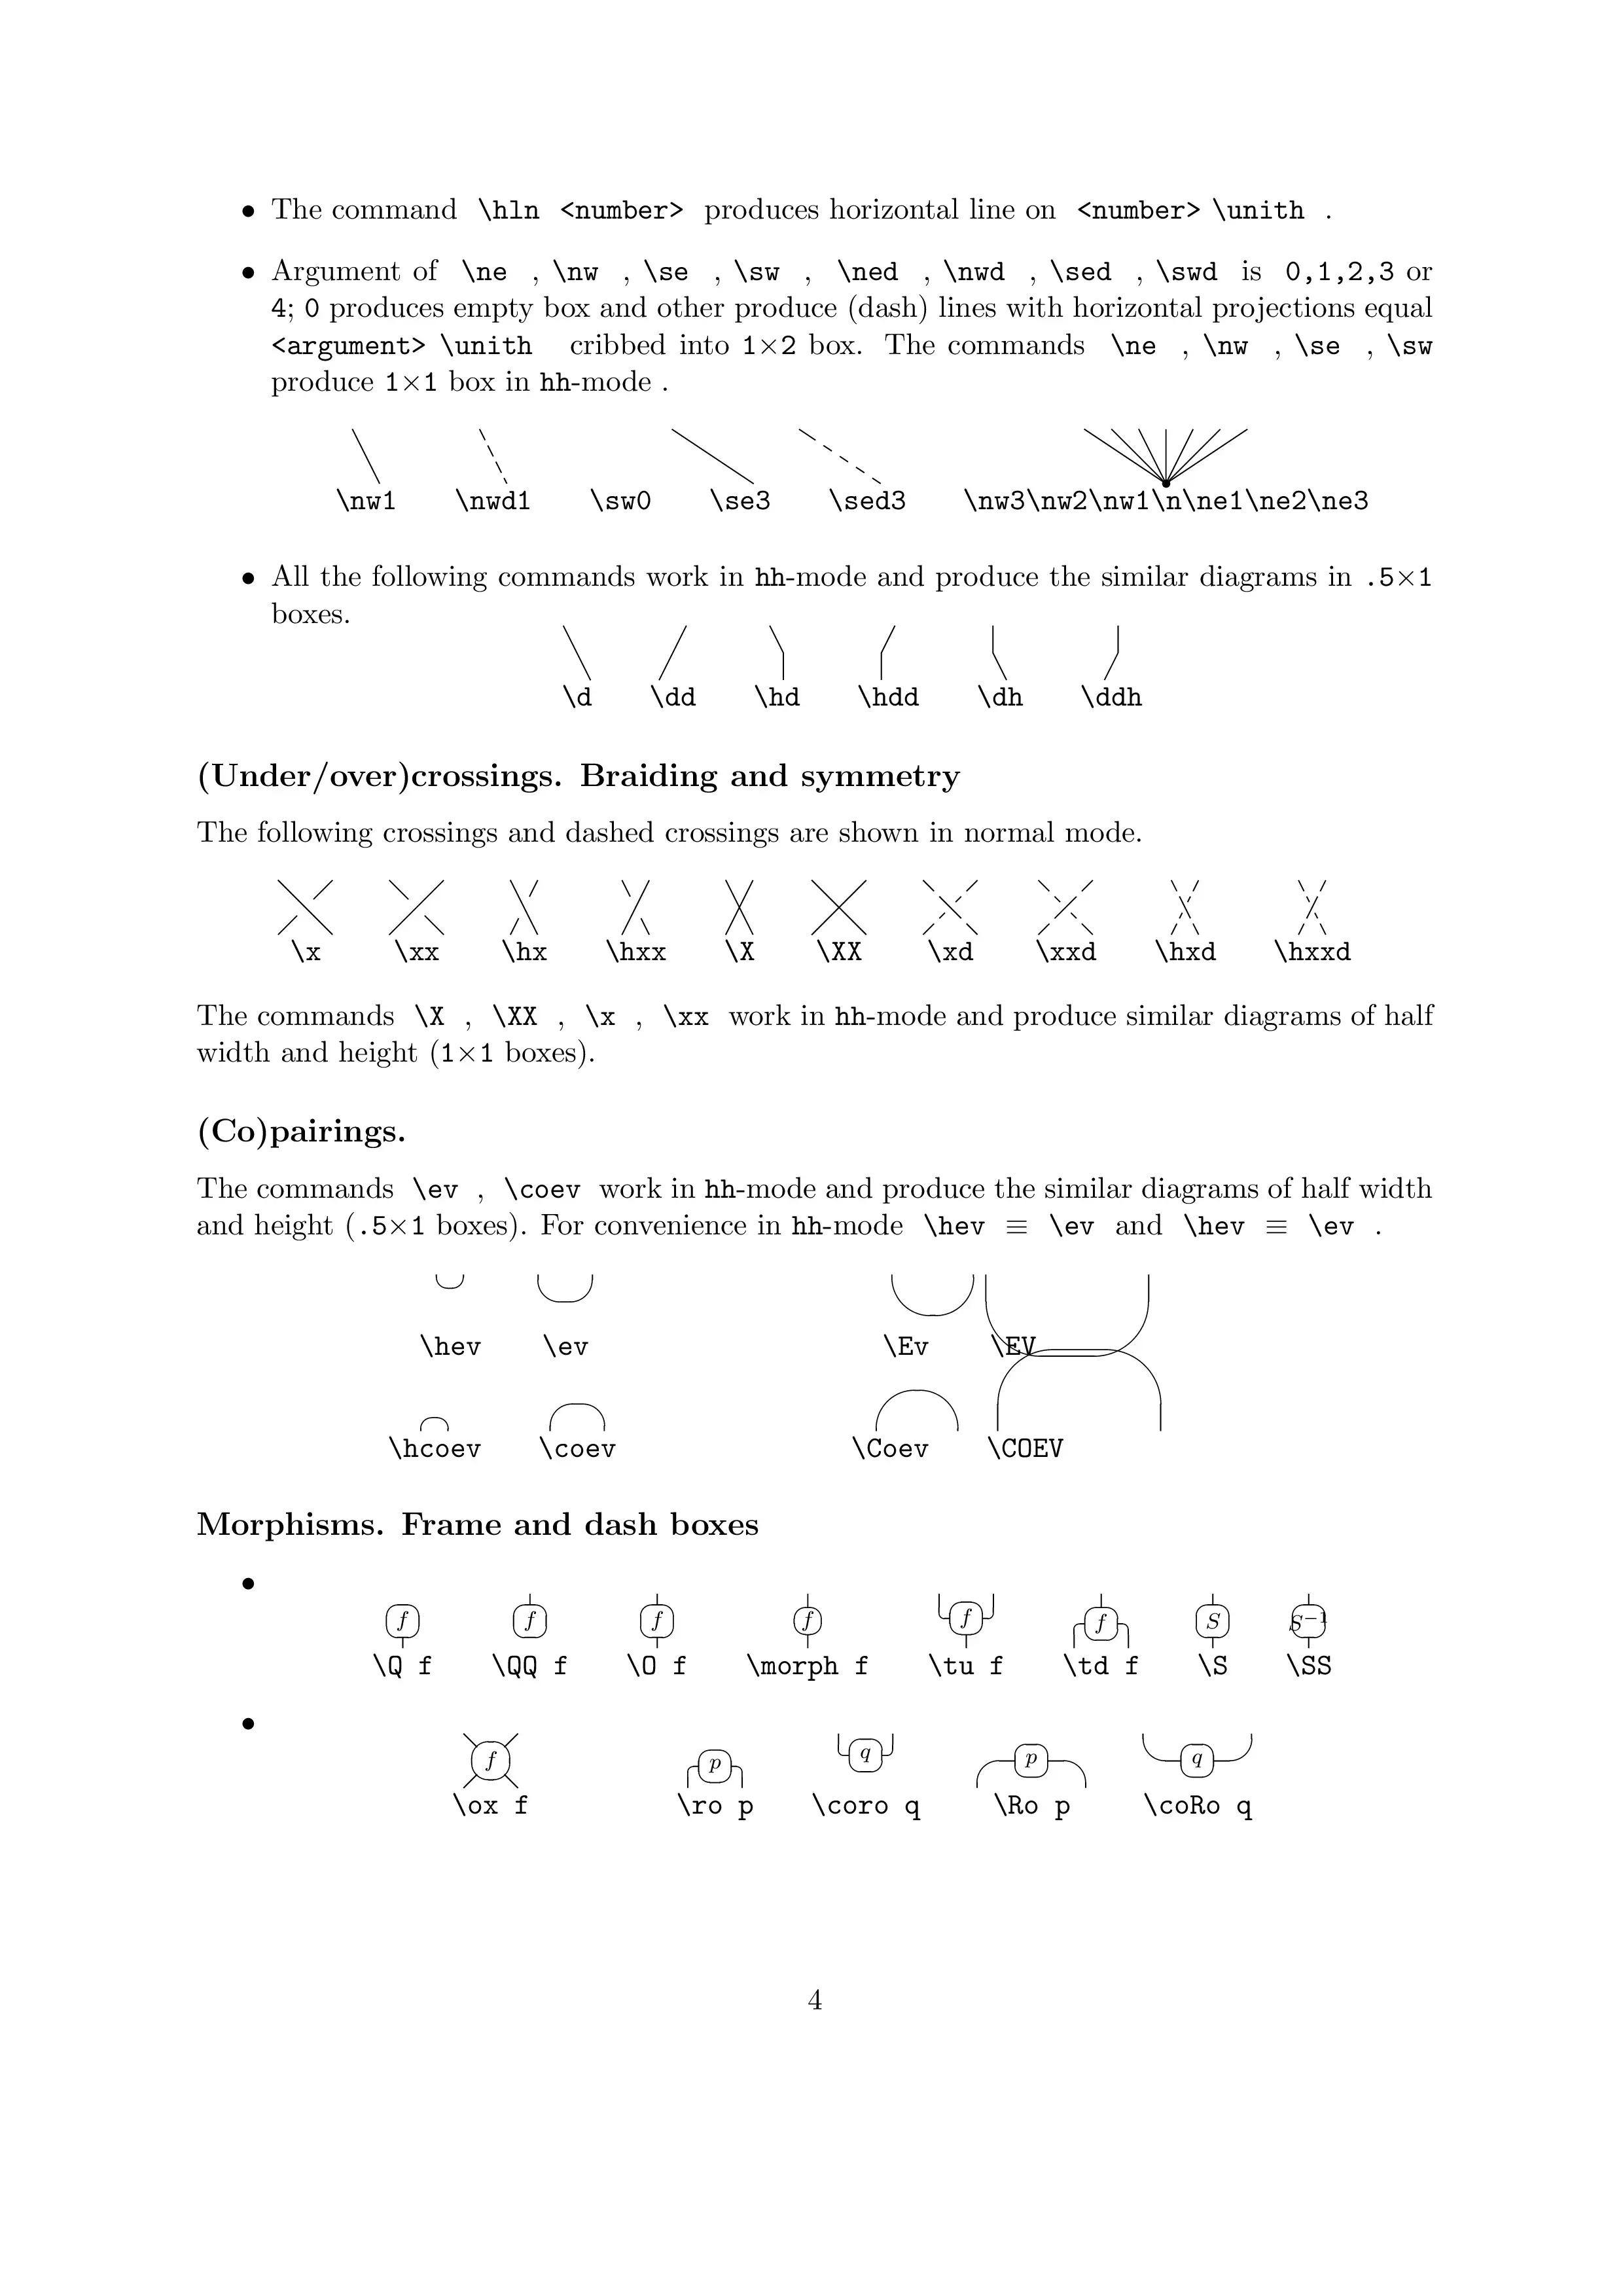 • The command \hln <number> produces horizontal line on <number> \unith .
• Argument of \ne , \nw , \se , \sw , \ned , \nwd , \sed , \swd is 0,1,2,3 or
4; 0 produces empty box and other produce (dash) lines with horizontal projections equal
<argument> \unith cribbed into 1×2 box. The commands \ne , \nw , \se , \sw
produce 1×1 box in hh-mode .
\nw1 \nwd1 \sw0 \se3 \sed3 \nw3\nw2\nw1\n\ne1\ne2\ne3
• All the following commands work in hh-mode and produce the similar diagrams in .5×1
boxes.
\d \dd \hd \hdd \dh \ddh
(Under/over)crossings. Braiding and symmetry
The following crossings and dashed crossings are shown in normal mode.
\x \xx \hx \hxx \X \XX \xd \xxd \hxd \hxxd
The commands \X , \XX , \x , \xx work in hh-mode and produce similar diagrams of half
width and height (1×1 boxes).
(Co)pairings.
The commands \ev , \coev work in hh-mode and produce the similar diagrams of half width
and height (.5×1 boxes). For convenience in hh-mode \hev ≡ \ev and \hev ≡ \ev .
\hev \ev \Ev \EV
\hcoev \coev \Coev \COEV
Morphisms. Frame and dash boxes
•
f f f f f f S S⁻¹
\Q f \QQ f \O f \morph f \tu f \td f \S \SS
•
f p q p q
\ox f \ro p \coro q \Ro p \coRo q
4